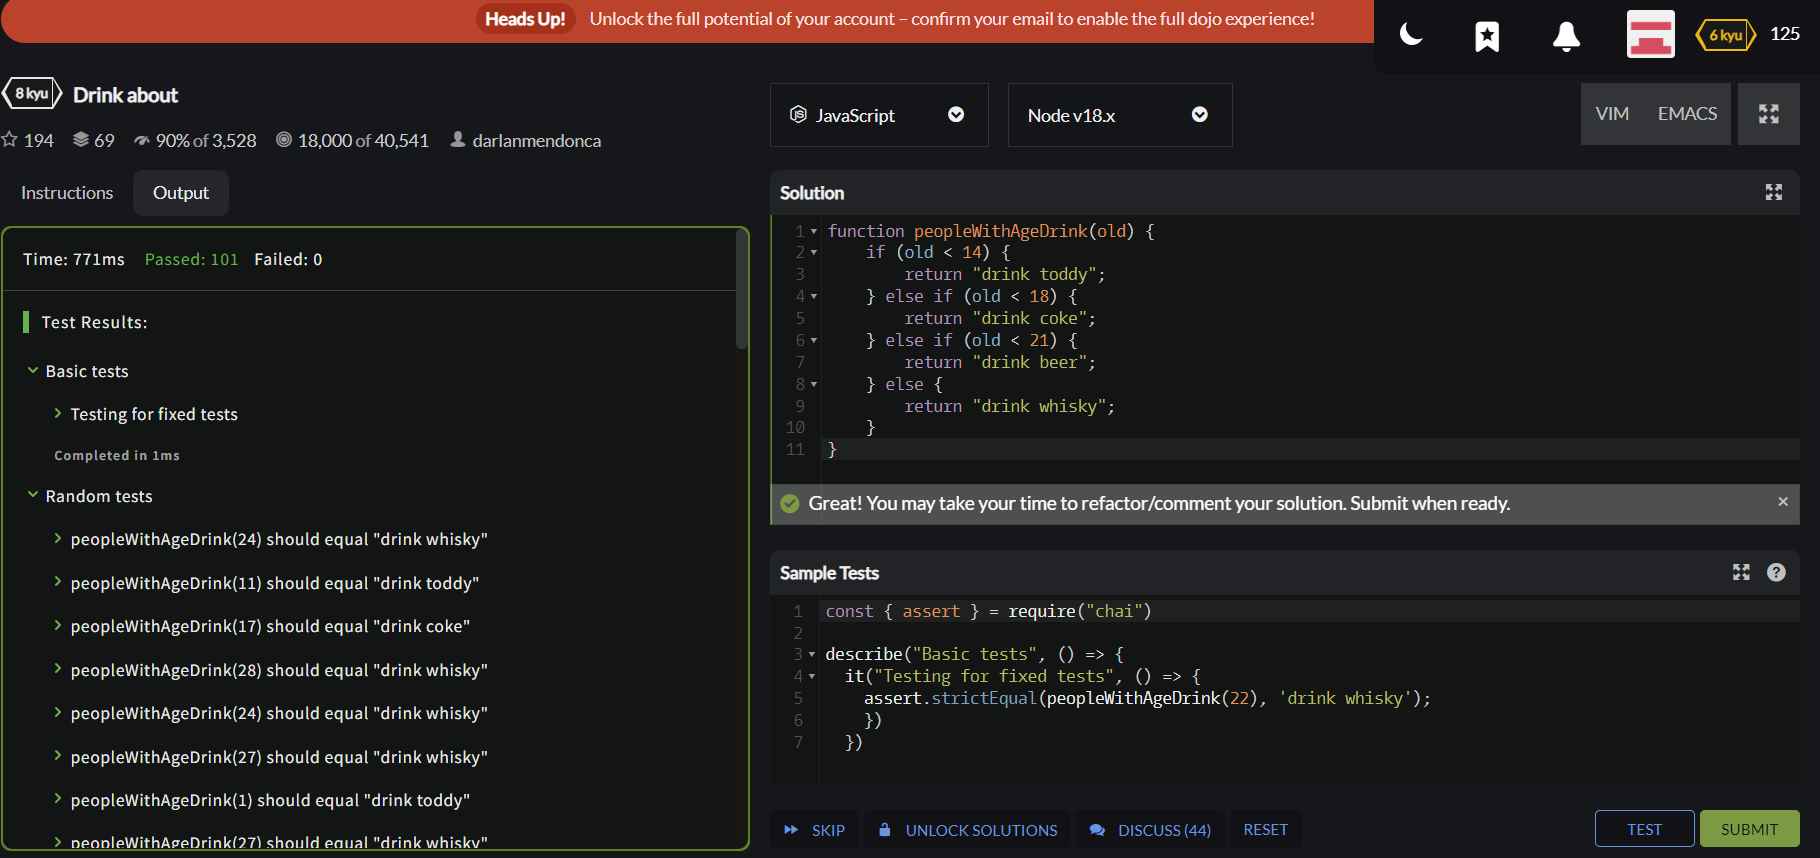 Heads Up! Unlock the full potential of your account – confirm your email to enable the full dojo experience!
6 kyu 125
8 kyu Drink about
194 69 90% of 3,528 18,000 of 40,541 darlanmendonca
Instructions Output
Time: 771ms Passed: 101 Failed: 0
Test Results:
Basic tests
Testing for fixed tests
Completed in 1ms
Random tests
peopleWithAgeDrink(24) should equal "drink whisky"
peopleWithAgeDrink(11) should equal "drink toddy"
peopleWithAgeDrink(17) should equal "drink coke"
peopleWithAgeDrink(28) should equal "drink whisky"
peopleWithAgeDrink(24) should equal "drink whisky"
peopleWithAgeDrink(27) should equal "drink whisky"
peopleWithAgeDrink(1) should equal "drink toddy"
peopleWithAgeDrink(27) should equal "drink whisky"
JS JavaScript Node v18.x VIM EMACS
Solution
1 function peopleWithAgeDrink(old) {
2 if (old < 14) {
3 return "drink toddy";
4 } else if (old < 18) {
5 return "drink coke";
6 } else if (old < 21) {
7 return "drink beer";
8 } else {
9 return "drink whisky";
10 }
11 }
Great! You may take your time to refactor/comment your solution. Submit when ready. ×
Sample Tests ?
1 const { assert } = require("chai")
2
3 describe("Basic tests", () => {
4 it("Testing for fixed tests", () => {
5 assert.strictEqual(peopleWithAgeDrink(22), 'drink whisky');
6 })
7 })
SKIP UNLOCK SOLUTIONS DISCUSS (44) RESET TEST SUBMIT